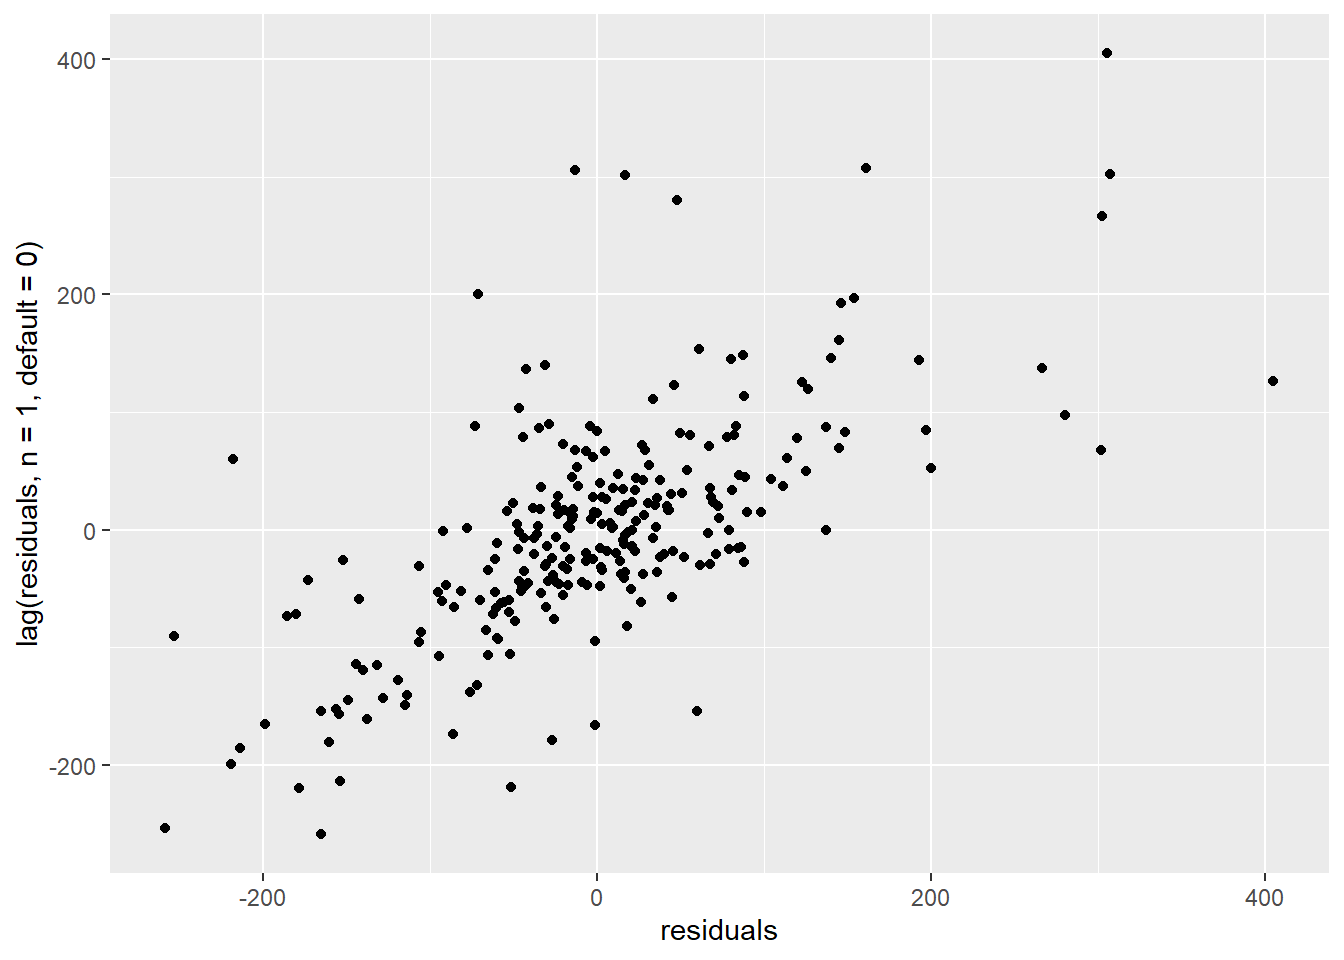 400
200
0
-200
lag(residuals, n = 1, default = 0)
-200 0 200 400
residuals